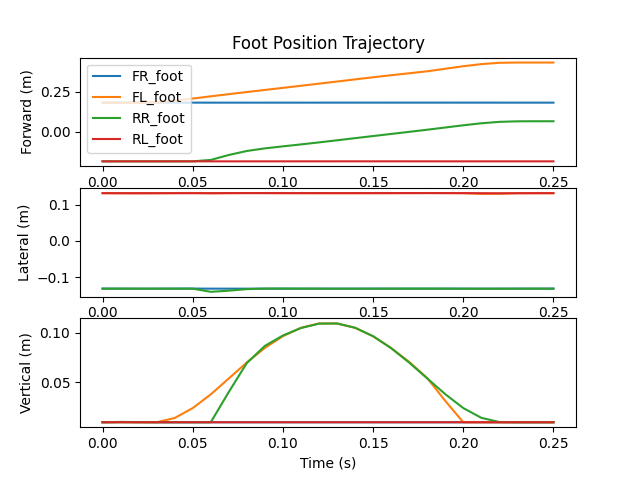 Foot Position Trajectory
Forward (m)
0.25
0.00
FR_foot
FL_foot
RR_foot
RL_foot
0.00 0.05 0.10 0.15 0.20 0.25
Lateral (m)
0.1
0.0
−0.1
0.00 0.05 0.10 0.15 0.20 0.25
Vertical (m)
0.10
0.05
0.00 0.05 0.10 0.15 0.20 0.25
Time (s)